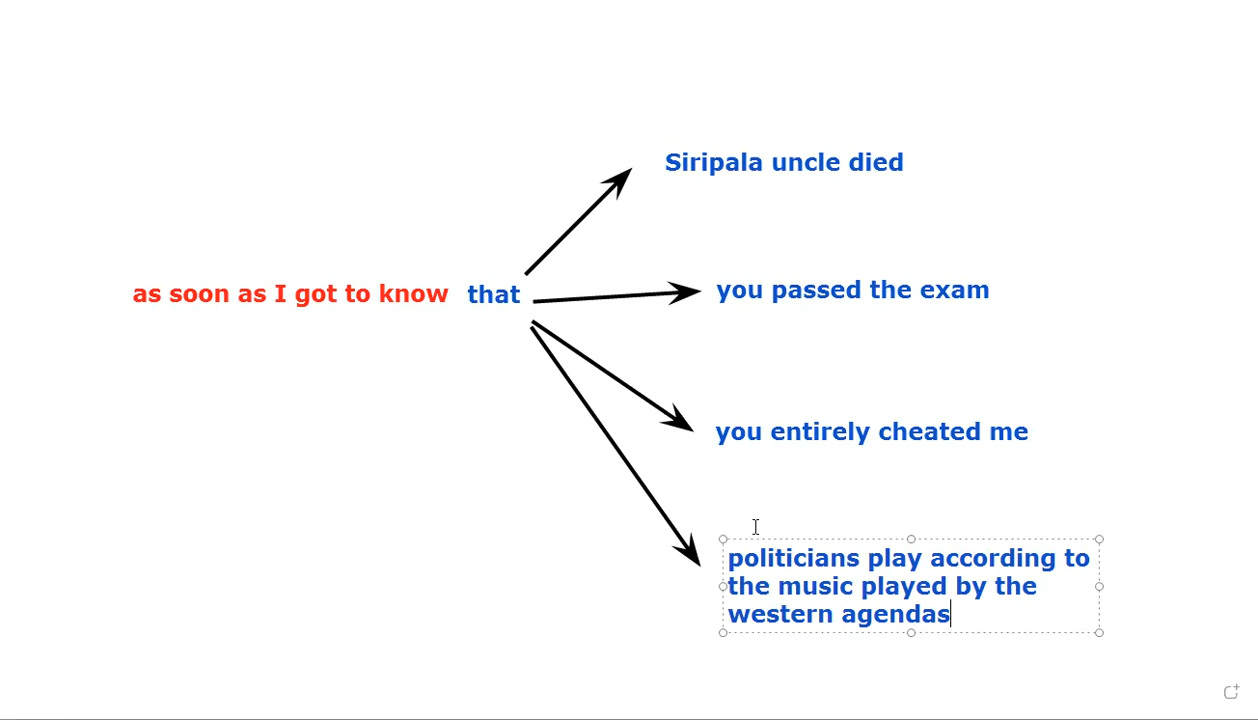 Siripala uncle died
as soon as I got to know that
you passed the exam
you entirely cheated me
politicians play according to
the music played by the
western agendas